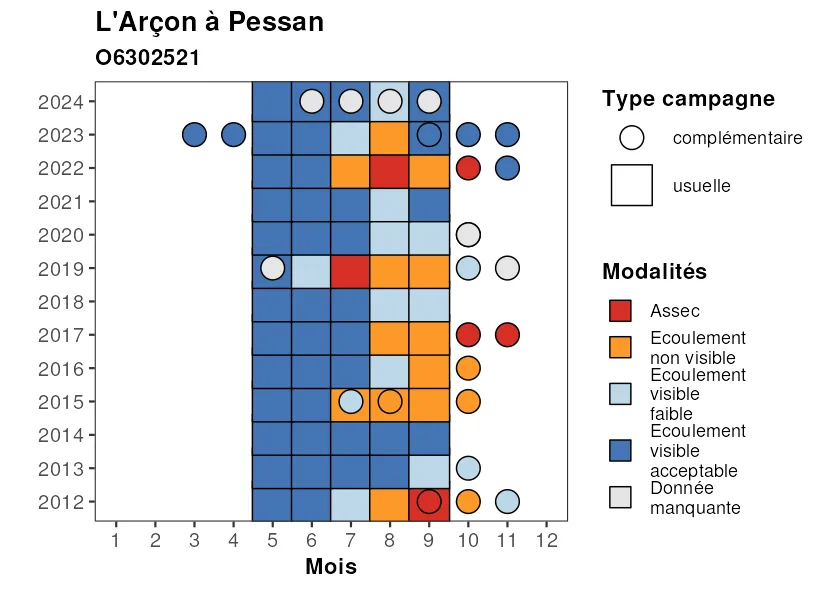 L'Arçon à Pessan
O6302521
2024
2023
2022
2021
2020
2019
2018
2017
2016
2015
2014
2013
2012
1 2 3 4 5 6 7 8 9 10 11 12
Mois
Type campagne
complémentaire
usuelle
Modalités
Assec
Ecoulement
non visible
Ecoulement
visible
faible
Ecoulement
visible
acceptable
Donnée
manquante